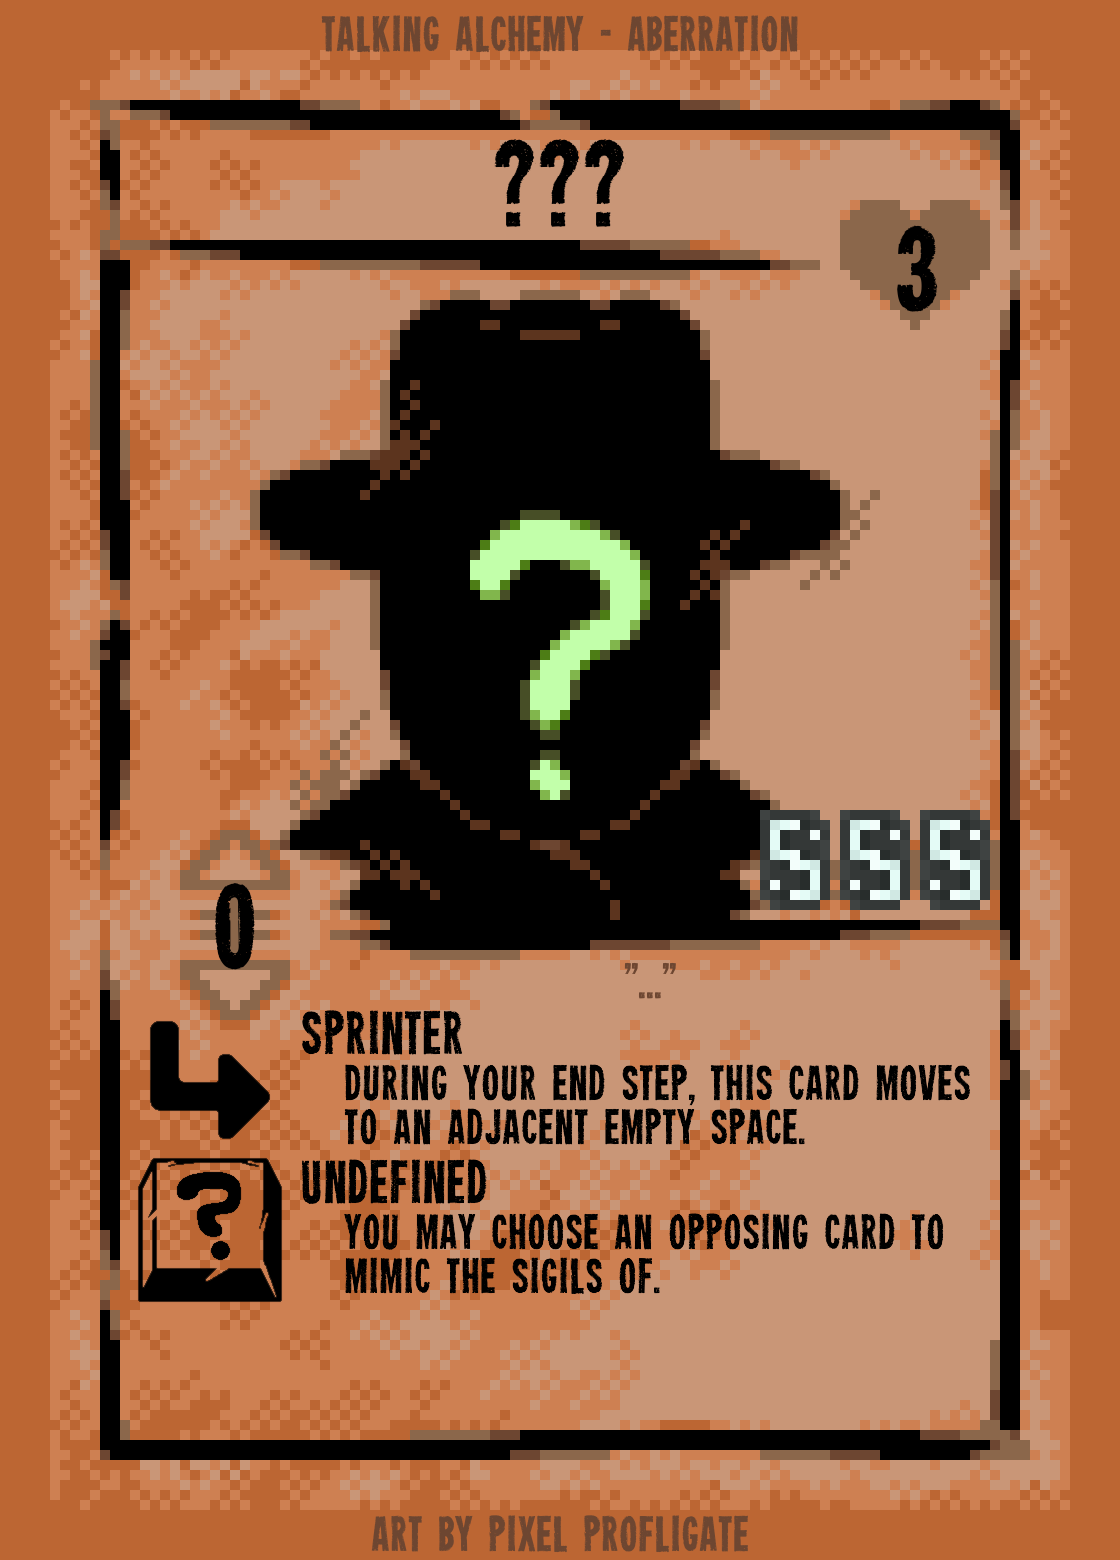 TALKING ALCHEMY - ABERRATION
???
3
?
SSS
0
” ”
...
SPRINTER
DURING YOUR END STEP, THIS CARD MOVES
TO AN ADJACENT EMPTY SPACE.
?
UNDEFINED
YOU MAY CHOOSE AN OPPOSING CARD TO
MIMIC THE SIGILS OF.
ART BY PIXEL PROFLIGATE